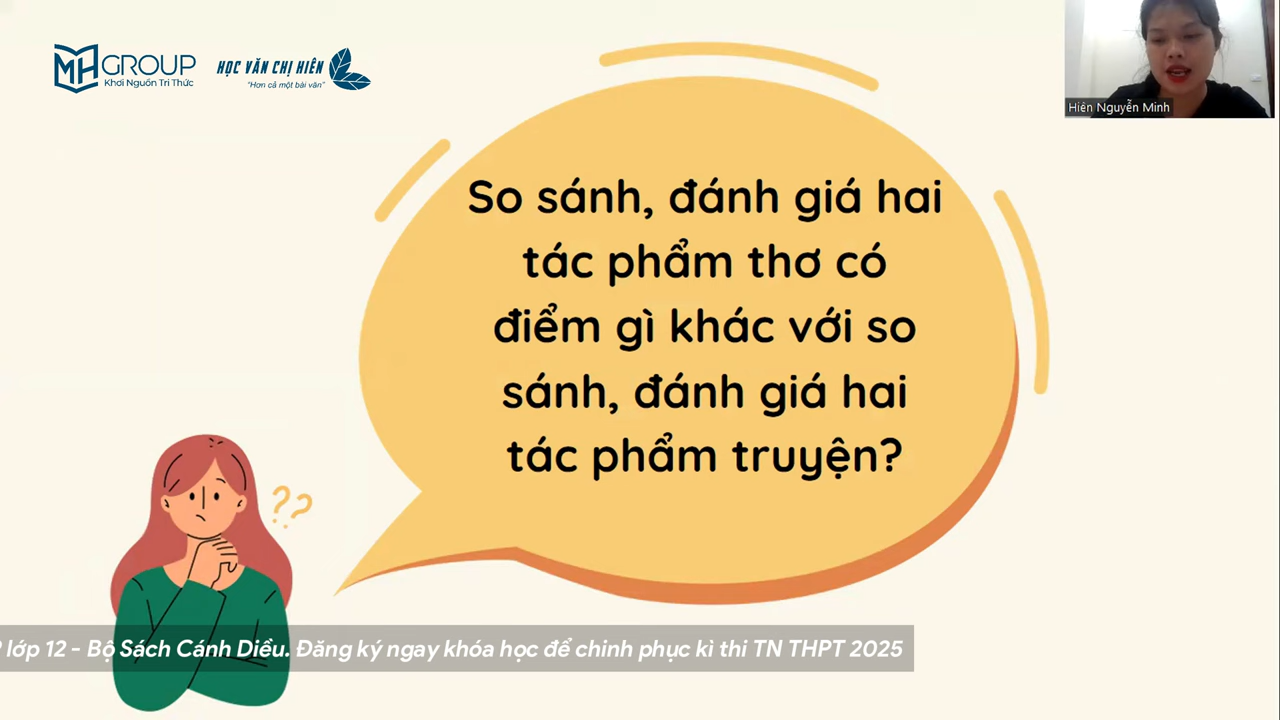 MH GROUP
Khơi Nguồn Tri Thức
HỌC VĂN CHỊ HIÊN
"Hơn cả một bài văn"
Hiên Nguyễn Minh
So sánh, đánh giá hai
tác phẩm thơ có
điểm gì khác với so
sánh, đánh giá hai
tác phẩm truyện?
??
lớp 12 - Bộ Sách Cánh Diều. Đăng ký ngay khóa học để chinh phục kì thi TN THPT 2025